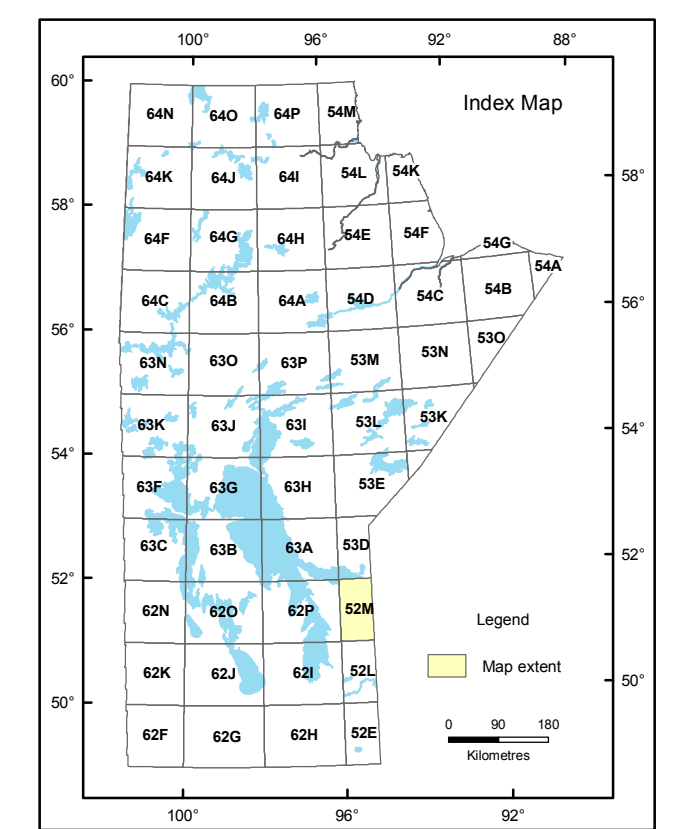 100° 96° 92° 88°
60°
Index Map
64N 64O 64P 54M
64K 64J 64I 54L 54K
58°
58°
64F 64G 64H 54E 54F 54G
54A
64C 64B 64A 54D 54C 54B
56°
56°
63N 63O 63P 53M 53N 53O
63K 63J 63I 53L 53K
54°
54°
63F 63G 63H 53E
63C 63B 63A 53D
52°
52°
62N 62O 62P 52M
Legend
Map extent
62K 62J 62I 52L
50°
50°
62F 62G 62H 52E
0 90 180
Kilometres
100° 96° 92°